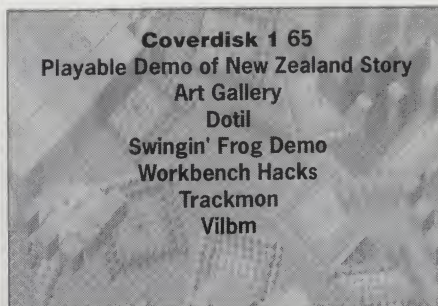 Coverdisk 1 65
Playable Demo of New Zealand Story
Art Gallery
Dotil
Swingin' Frog Demo
Workbench Hacks
Trackmon
Vilbm